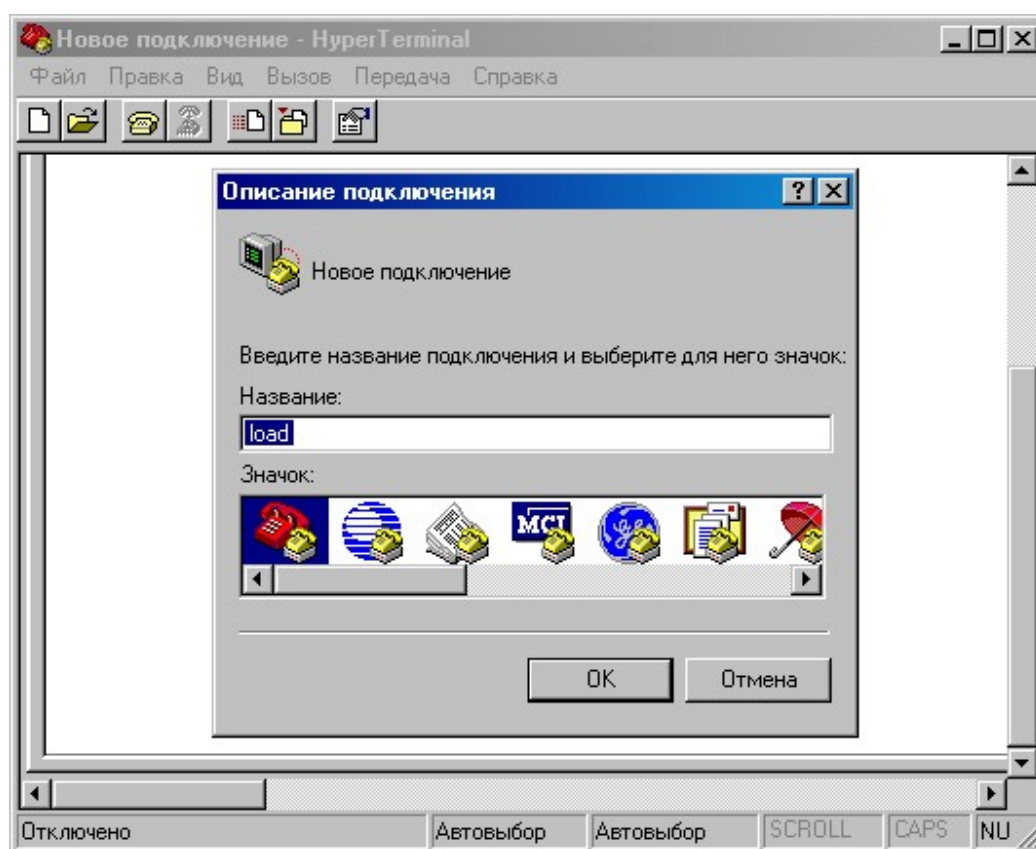 Новое подключение - HyperTerminal
Файл Правка Вид Вызов Передача Справка
Описание подключения
Новое подключение
Введите название подключения и выберите для него значок:
Название:
load
Значок:
MCI
OK Отмена
Отключено Автовыбор Автовыбор SCROLL CAPS NU